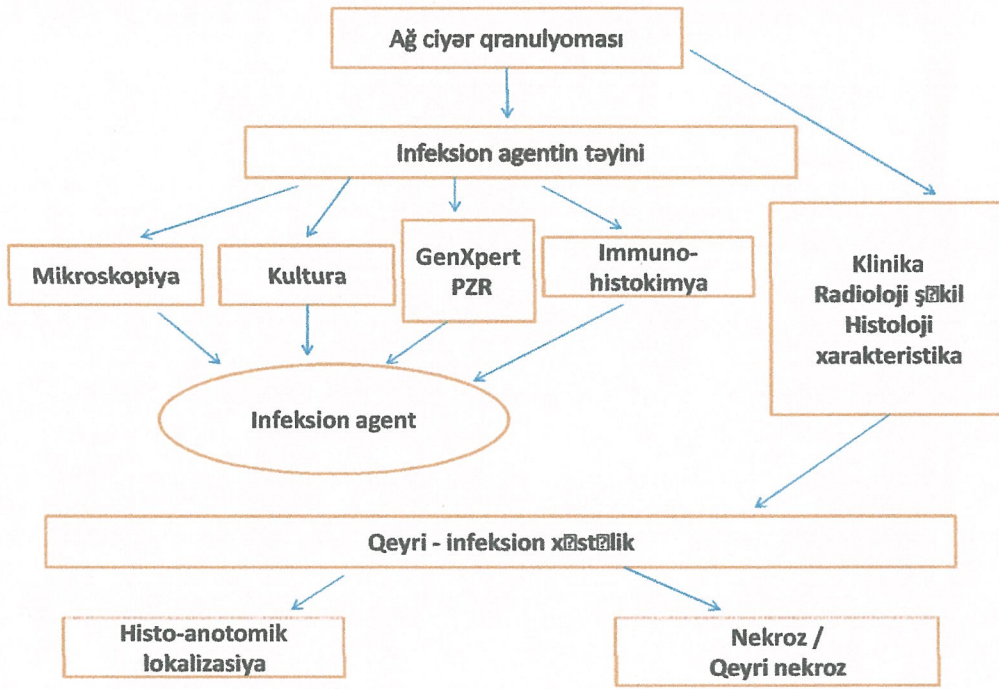 Ağ ciyər qranulyoması
Infeksion agentin təyini
Mikroskopiya
Kultura
GenXpert
PZR
Immuno-
histokimya
Klinika
Radioloji ş�kil
Histoloji
xarakteristika
Infeksion agent
Qeyri - infeksion x�st�lik
Histo-anotomik
lokalizasiya
Nekroz /
Qeyri nekroz